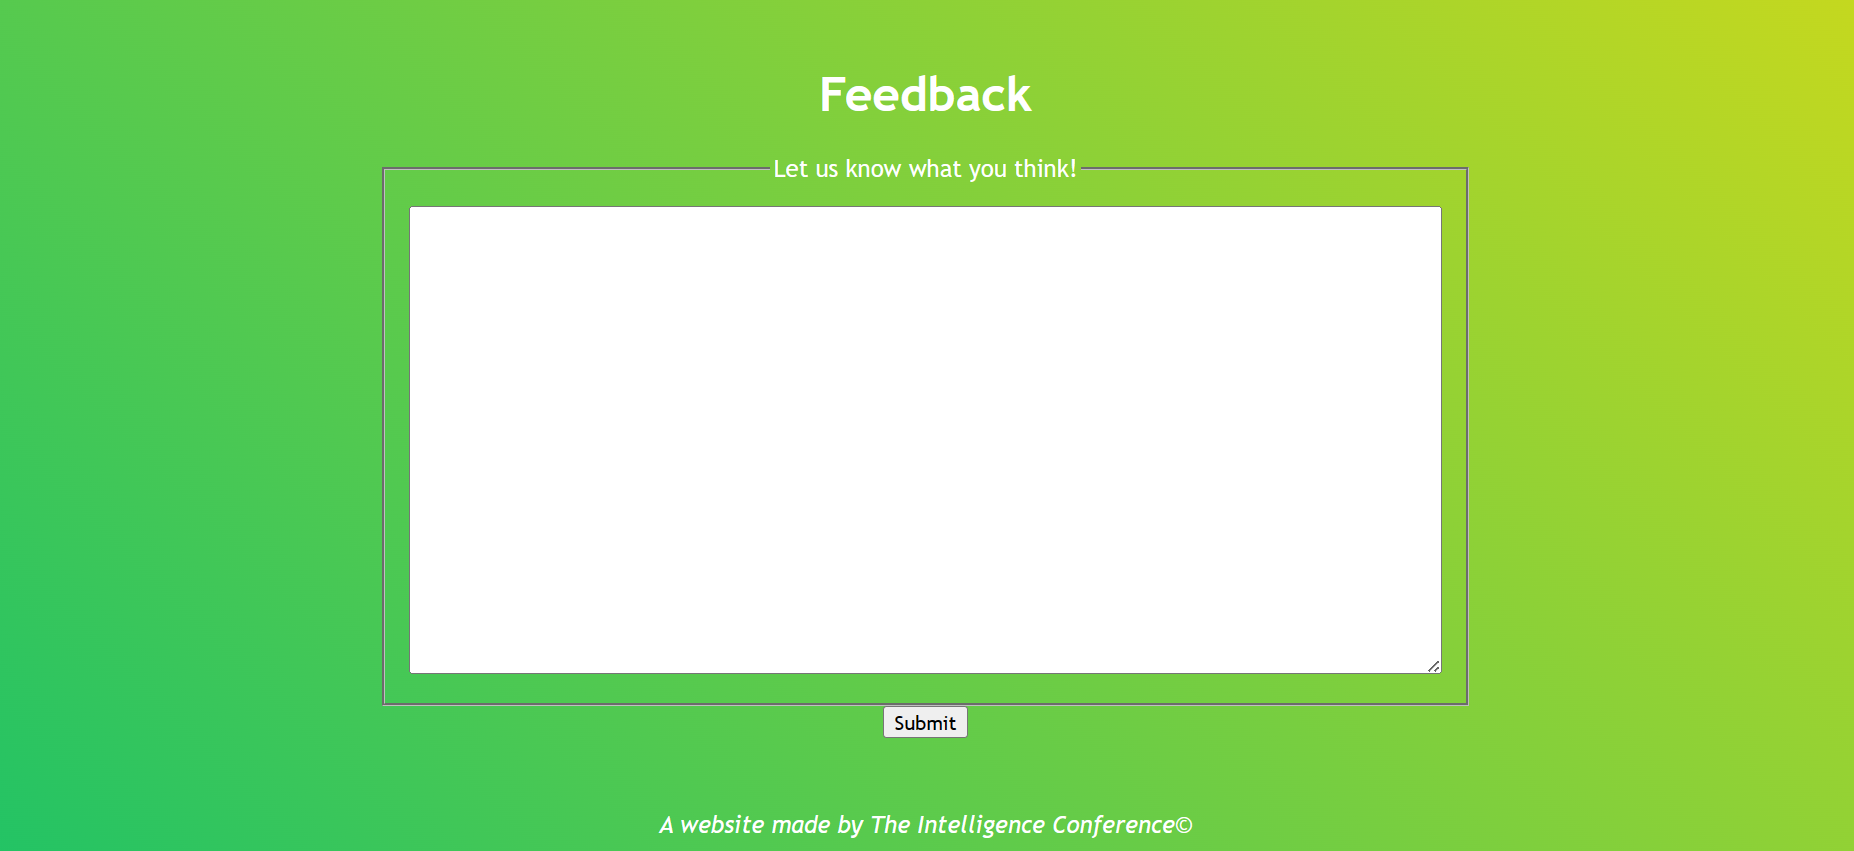 Feedback
Let us know what you think!
Submit
A website made by The Intelligence Conference©